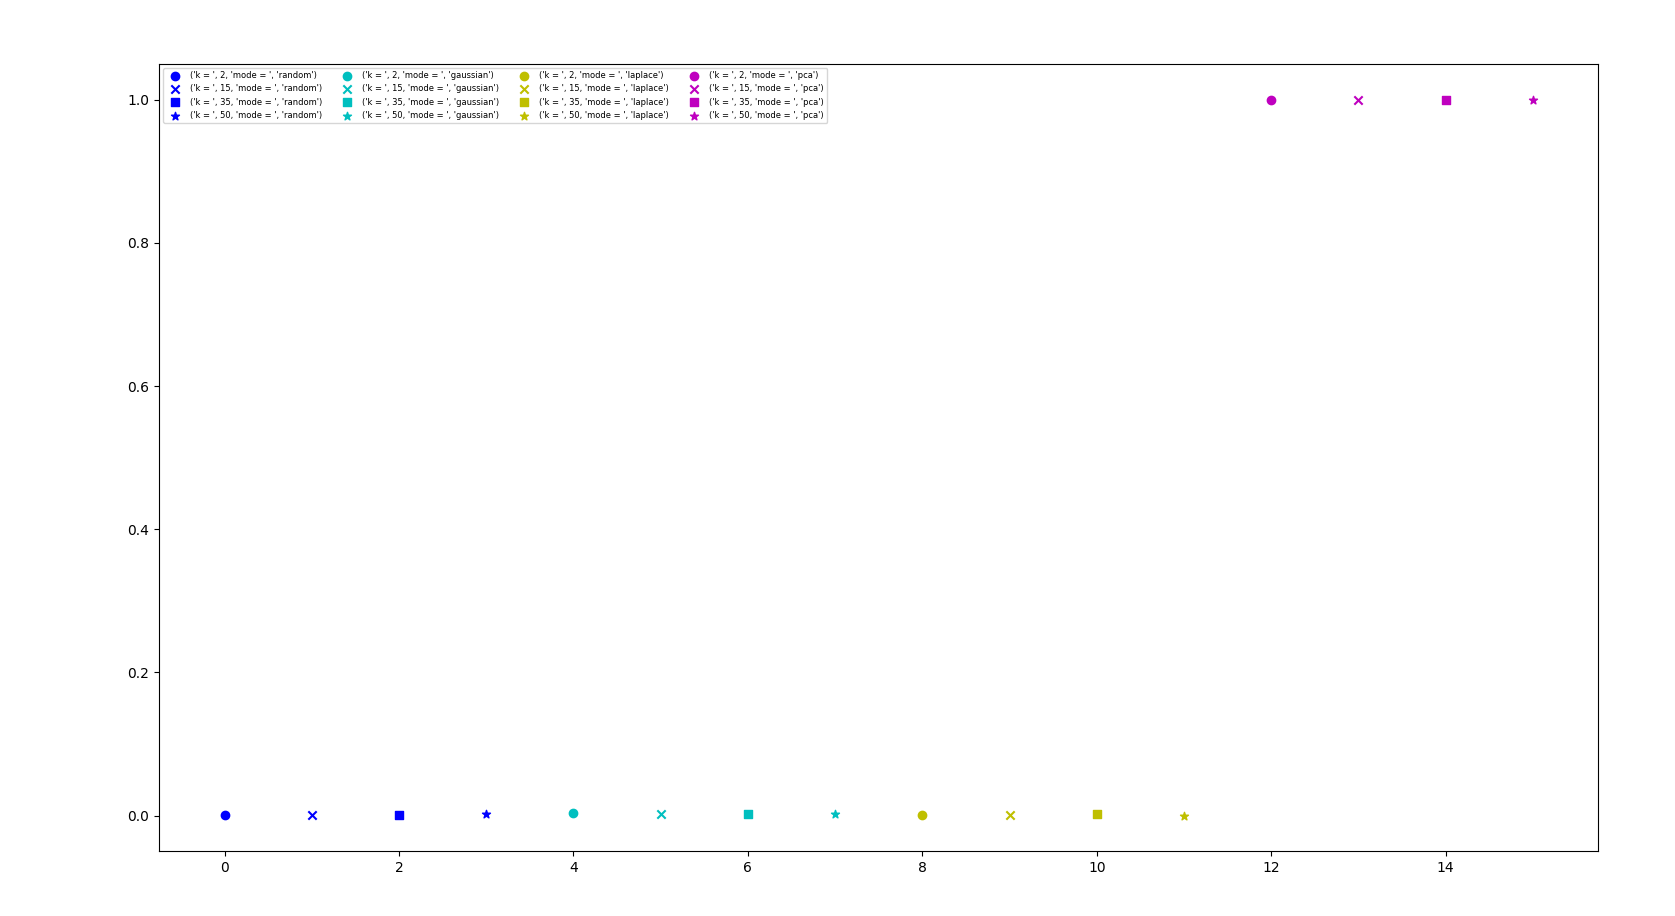 ('k = ', 2, 'mode = ', 'random')
('k = ', 15, 'mode = ', 'random')
('k = ', 35, 'mode = ', 'random')
('k = ', 50, 'mode = ', 'random')
('k = ', 2, 'mode = ', 'gaussian')
('k = ', 15, 'mode = ', 'gaussian')
('k = ', 35, 'mode = ', 'gaussian')
('k = ', 50, 'mode = ', 'gaussian')
('k = ', 2, 'mode = ', 'laplace')
('k = ', 15, 'mode = ', 'laplace')
('k = ', 35, 'mode = ', 'laplace')
('k = ', 50, 'mode = ', 'laplace')
('k = ', 2, 'mode = ', 'pca')
('k = ', 15, 'mode = ', 'pca')
('k = ', 35, 'mode = ', 'pca')
('k = ', 50, 'mode = ', 'pca')
1.0
0.8
0.6
0.4
0.2
0.0
0 2 4 6 8 10 12 14